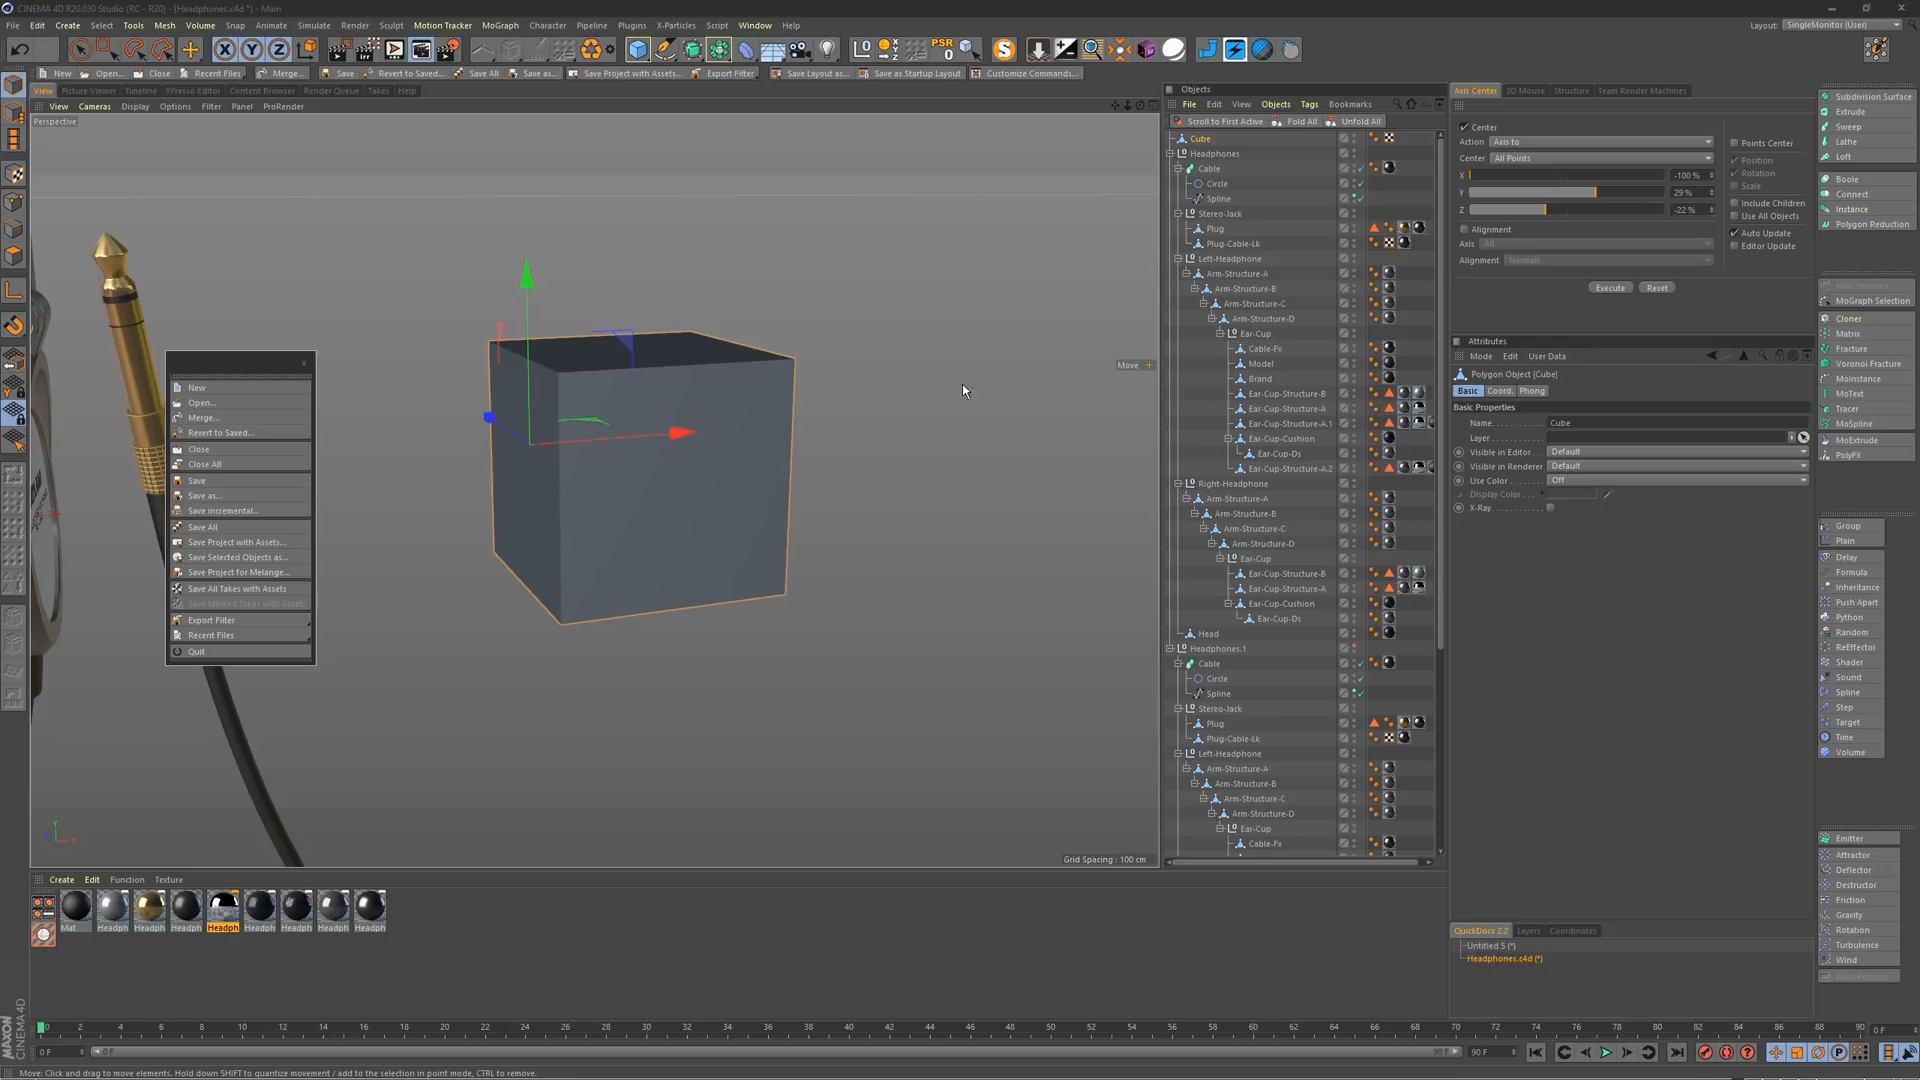 CINEMA 4D R20.030 Studio (RC - R20) - [Headphones.c4d *] - Main
File Edit Create Select Tools Mesh Volume Snap Animate Simulate Render Sculpt Motion Tracker MoGraph Character Pipeline Plugins X-Particles Script Window Help
Layout: SingleMonitor (User)
X Y Z PSR 0
New Open... Close Recent Files Merge... Save Revert to Saved... Save All Save as... Save Project with Assets... Export Filter Save Layout as... Save as Startup Layout Customize Commands...
View Picture Viewer Timeline XPresso Editor Content Browser Render Queue Takes Help
View Cameras Display Options Filter Panel ProRender
Perspective
Move
Grid Spacing : 100 cm
New
Open...
Merge...
Revert to Saved...
Close
Close All
Save
Save as...
Save incremental...
Save All
Save Project with Assets...
Save Selected Objects as...
Save Project for Melange...
Save All Takes with Assets
Save Marked Takes with Assets
Export Filter
Recent Files
Quit
Objects
File Edit View Objects Tags Bookmarks
Scroll to First Active Fold All Unfold All
Cube
Headphones
Cable
Circle
Spline
Stereo-Jack
Plug
Plug-Cable-Lk
Left-Headphone
Arm-Structure-A
Arm-Structure-B
Arm-Structure-C
Arm-Structure-D
Ear-Cup
Cable-Fx
Model
Brand
Ear-Cup-Structure-B
Ear-Cup-Structure-A
Ear-Cup-Structure-A.1
Ear-Cup-Cushion
Ear-Cup-Ds
Ear-Cup-Structure-A.2
Right-Headphone
Arm-Structure-A
Arm-Structure-B
Arm-Structure-C
Arm-Structure-D
Ear-Cup
Ear-Cup-Structure-B
Ear-Cup-Structure-A
Ear-Cup-Cushion
Ear-Cup-Ds
Head
Headphones.1
Cable
Circle
Spline
Stereo-Jack
Plug
Plug-Cable-Lk
Left-Headphone
Arm-Structure-A
Arm-Structure-B
Arm-Structure-C
Arm-Structure-D
Ear-Cup
Cable-Fx
Axis Center 3D Mouse Structure Team Render Machines
Center
Action Axis to
Center All Points
X -100 %
Y 29 %
Z -22 %
Points Center
Position
Rotation
Scale
Include Children
Use All Objects
Auto Update
Editor Update
Alignment
Axis All
Alignment Normals
Execute Reset
Attributes
Mode Edit User Data
Polygon Object [Cube]
Basic Coord. Phong
Basic Properties
Name Cube
Layer
Visible in Editor Default
Visible in Renderer Default
Use Color Off
Display Color
X-Ray
QuickDocs 2.2 Layers Coordinates
Untitled 5 (*)
Headphones.c4d (*)
Subdivision Surface
Extrude
Sweep
Lathe
Loft
Boole
Connect
Instance
Polygon Reduction
MoGraph Selection
Cloner
Matrix
Fracture
Voronoi Fracture
MoInstance
MoText
Tracer
MoSpline
MoExtrude
PolyFX
Group
Plain
Delay
Formula
Inheritance
Push Apart
Python
Random
ReEffector
Shader
Sound
Spline
Step
Target
Time
Volume
Emitter
Attractor
Deflector
Destructor
Friction
Gravity
Rotation
Turbulence
Wind
Create Edit Function Texture
Mat Headph Headph Headph Headph Headph Headph Headph Headph
0 2 4 6 8 10 12 14 16 18 20 22 24 26 28 30 32 34 36 38 40 42 44 46 48 50 52 54 56 58 60 62 64 66 68 70 72 74 76 78 80 82 84 86 88 90 0 F
0 F 0 F 90 F 90 F
MAXON CINEMA 4D
Move: Click and drag to move elements. Hold down SHIFT to quantize movement / add to the selection in point mode, CTRL to remove.